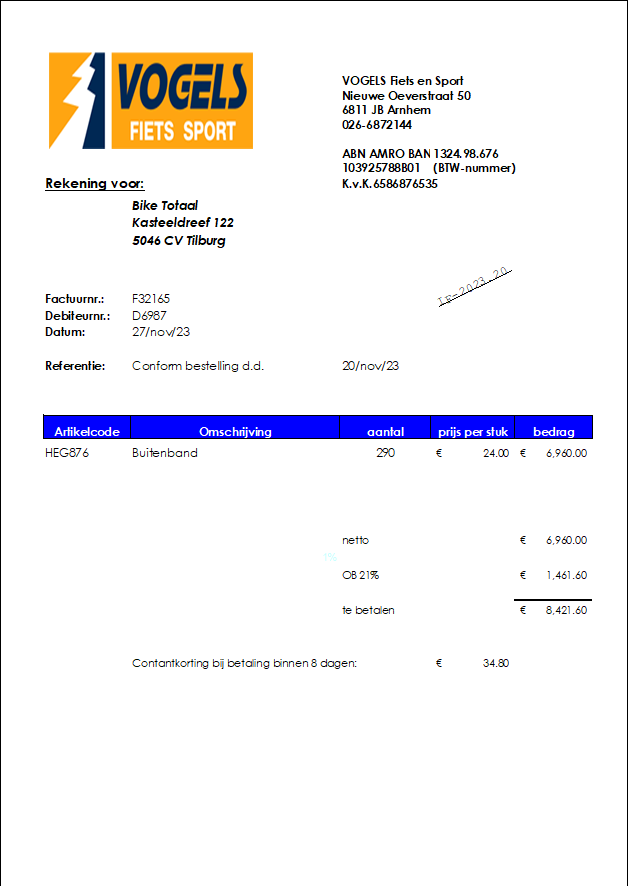 VOGELS
FIETS SPORT
VOGELS Fiets en Sport
Nieuwe Oeverstraat 50
6811 JB Arnhem
026-6872144
ABN AMRO BAN 1324.98.676
103925788B01 (BTW-nummer)
K.v.K.6586876535
Rekening voor:
Bike Totaal
Kasteeldreef 122
5046 CV Tilburg
IF-2023.20
Factuurnr.: F32165
Debiteurnr.: D6987
Datum: 27/nov/23
Referentie: Conform bestelling d.d. 20/nov/23
Artikelcode Omschrijving aantal prijs per stuk bedrag
HEG876 Buitenband 290 € 24.00 € 6,960.00
netto € 6,960.00
OB 21% € 1,461.60
te betalen € 8,421.60
Contantkorting bij betaling binnen 8 dagen: € 34.80